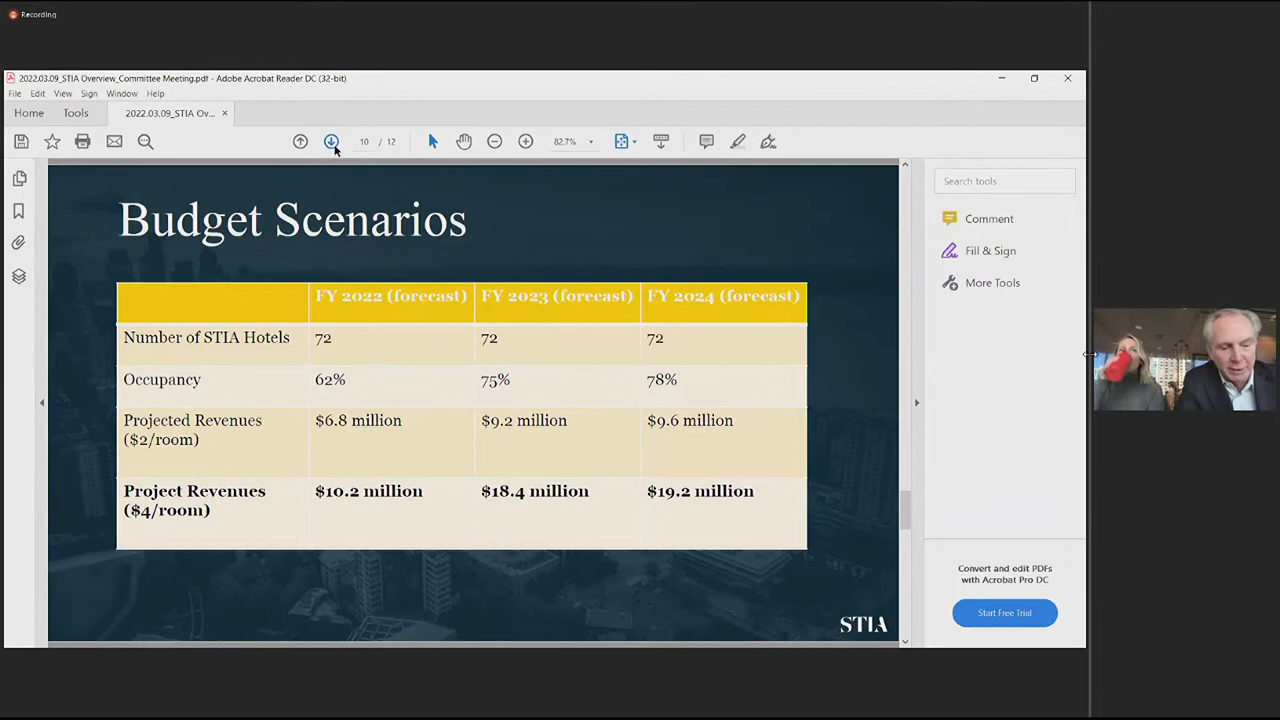 Recording
2022.03.09_STIA Overview_Committee Meeting.pdf - Adobe Acrobat Reader DC (32-bit)
File Edit View Sign Window Help
Home Tools 2022.03.09_STIA Ov... ×
10 / 12 82.7%
Search tools
Comment
Fill & Sign
More Tools
Budget Scenarios
FY 2022 (forecast) FY 2023 (forecast) FY 2024 (forecast)
Number of STIA Hotels 72 72 72
Occupancy 62% 75% 78%
Projected Revenues $6.8 million $9.2 million $9.6 million
($2/room)
Project Revenues $10.2 million $18.4 million $19.2 million
($4/room)
STIA
Convert and edit PDFs
with Acrobat Pro DC
Start Free Trial